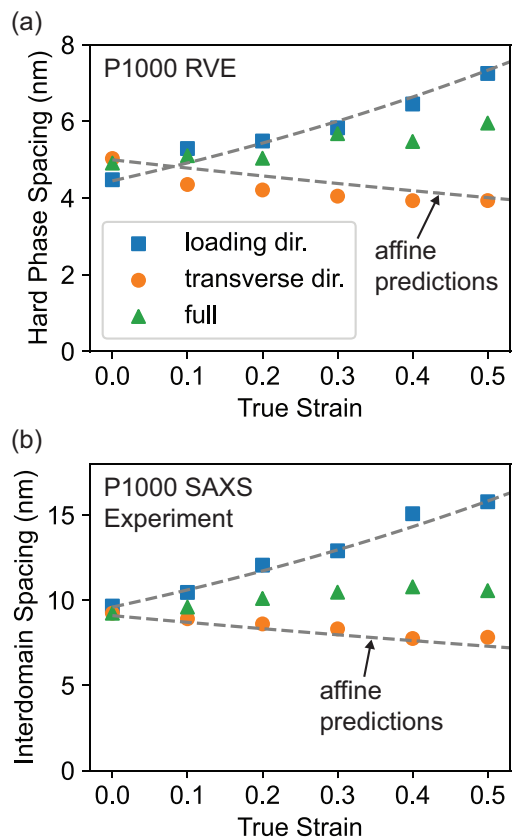 (a)
P1000 RVE
Hard Phase Spacing (nm)
8
6
4
2
0
loading dir.
transverse dir.
full
affine
predictions
0.0 0.1 0.2 0.3 0.4 0.5
True Strain
(b)
P1000 SAXS
Experiment
Interdomain Spacing (nm)
15
10
5
0
affine
predictions
0.0 0.1 0.2 0.3 0.4 0.5
True Strain